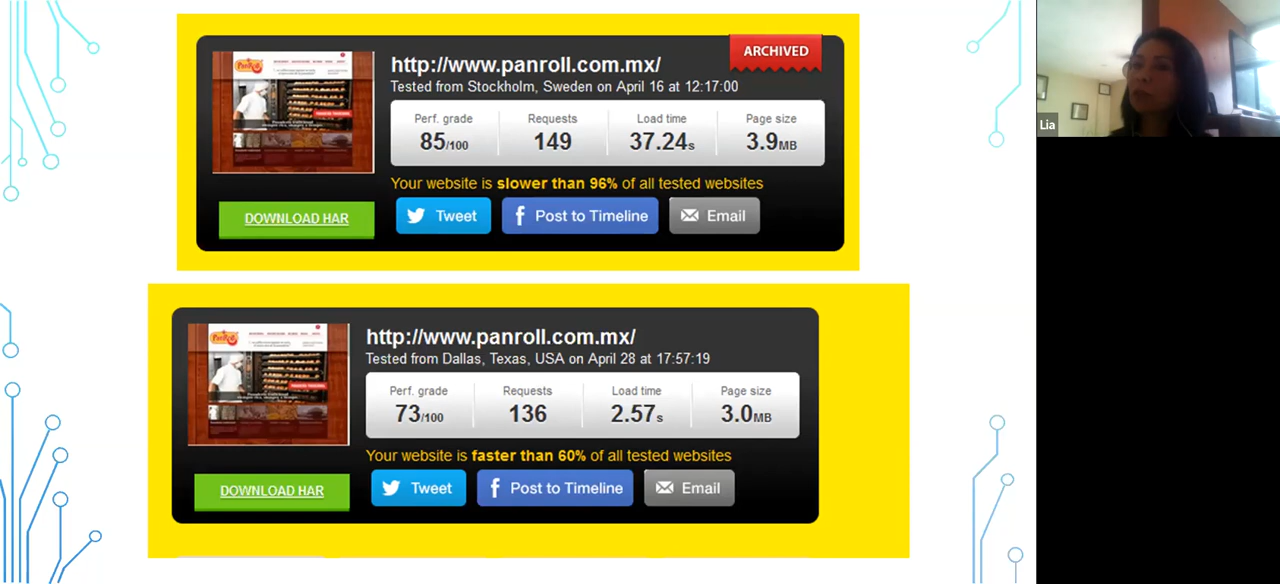 ARCHIVED
http://www.panroll.com.mx/
Tested from Stockholm, Sweden on April 16 at 12:17:00
Perf. grade Requests Load time Page size
85/100 149 37.24s 3.9MB
Your website is slower than 96% of all tested websites
DOWNLOAD HAR Tweet Post to Timeline Email
Lia
http://www.panroll.com.mx/
Tested from Dallas, Texas, USA on April 28 at 17:57:19
Perf. grade Requests Load time Page size
73/100 136 2.57s 3.0MB
Your website is faster than 60% of all tested websites
DOWNLOAD HAR Tweet Post to Timeline Email